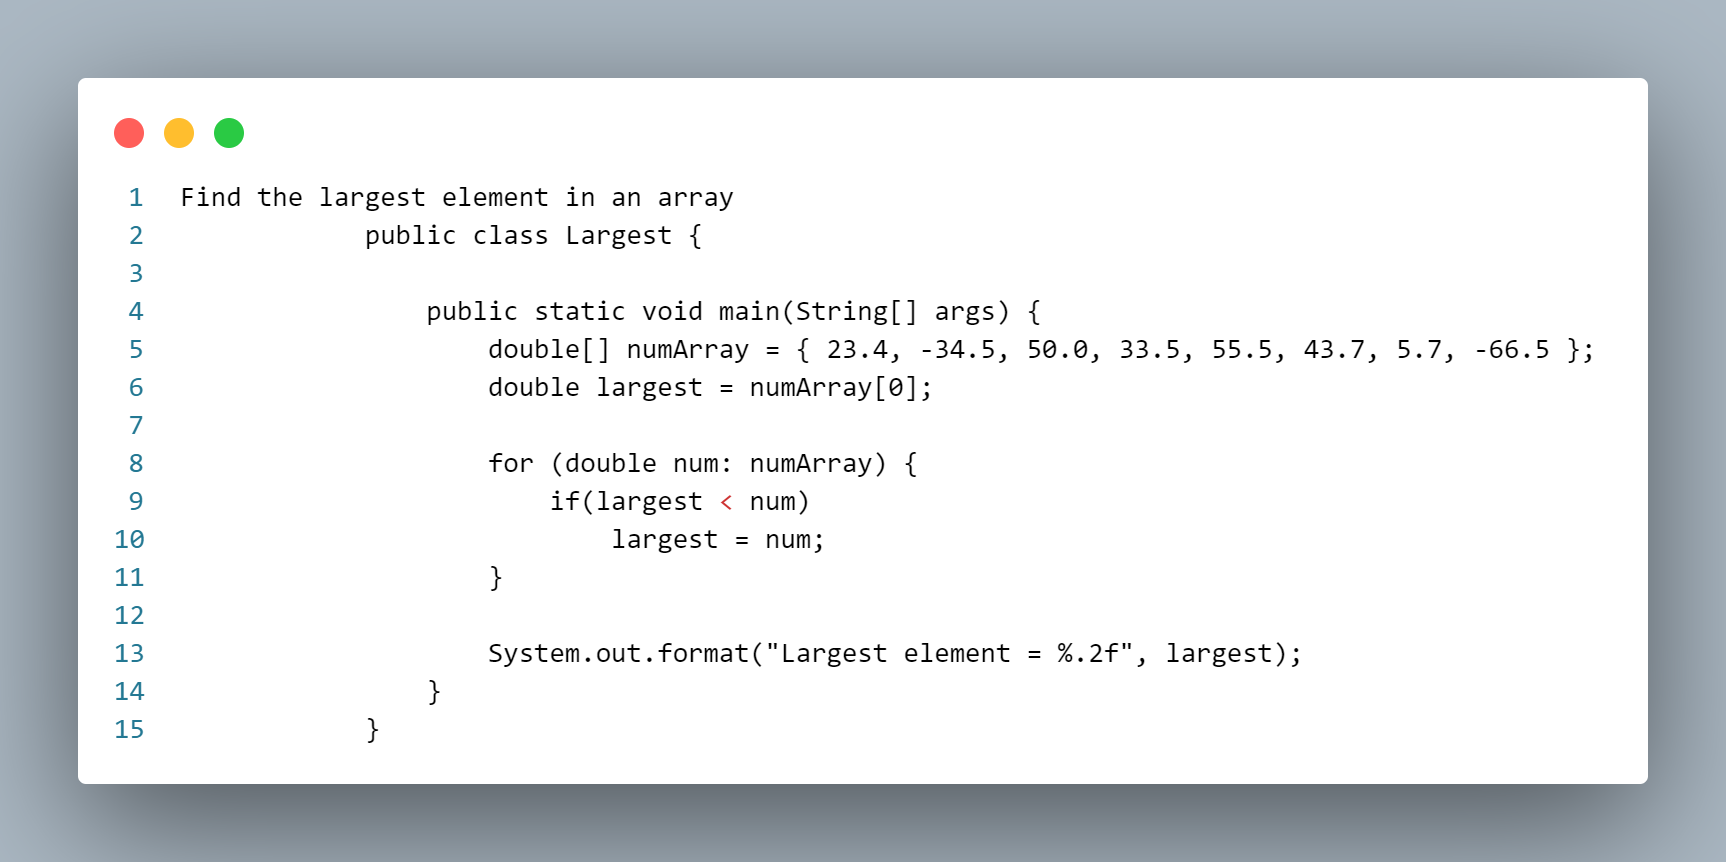 1 Find the largest element in an array
2 public class Largest {
3
4 public static void main(String[] args) {
5 double[] numArray = { 23.4, -34.5, 50.0, 33.5, 55.5, 43.7, 5.7, -66.5 };
6 double largest = numArray[0];
7
8 for (double num: numArray) {
9 if(largest < num)
10 largest = num;
11 }
12
13 System.out.format("Largest element = %.2f", largest);
14 }
15 }